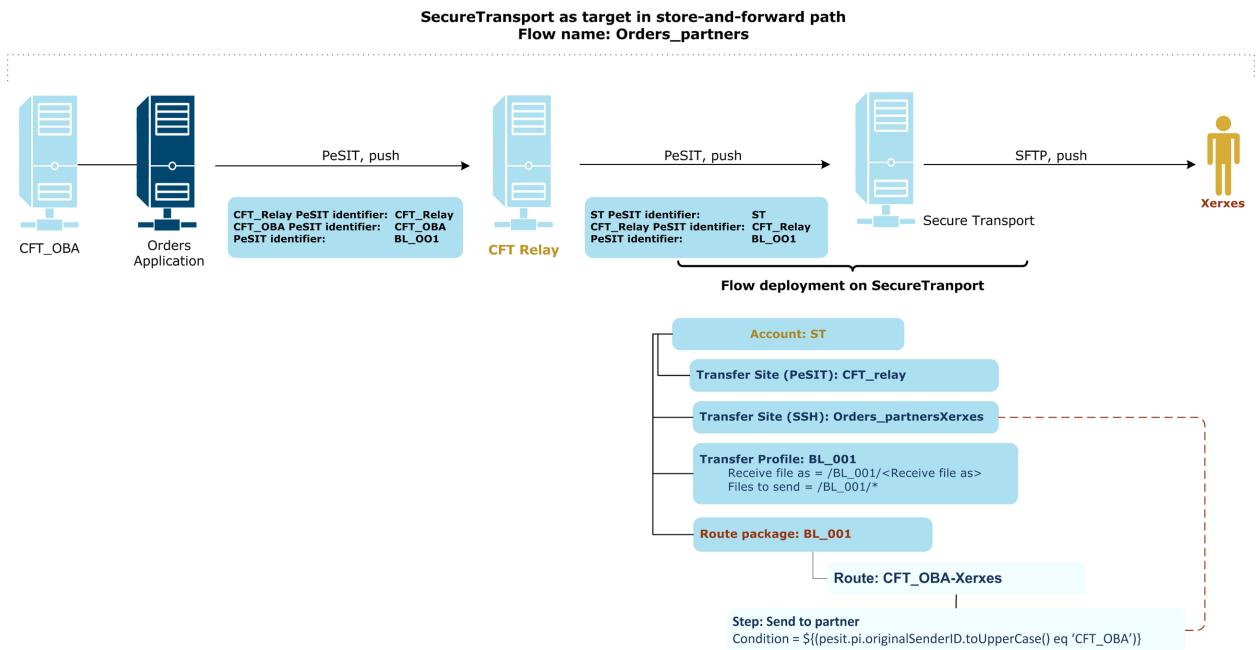 SecureTransport as target in store-and-forward path
Flow name: Orders_partners
PeSIT, push
PeSIT, push
SFTP, push
CFT_OBA
Orders
Application
CFT_Relay PeSIT identifier: CFT_Relay
CFT_OBA PeSIT identifier: CFT_OBA
PeSIT identifier: BL_OO1
CFT Relay
ST PeSIT identifier: ST
CFT_Relay PeSIT identifier: CFT_Relay
PeSIT identifier: BL_OO1
Secure Transport
Xerxes
Flow deployment on SecureTranport
Account: ST
Transfer Site (PeSIT): CFT_relay
Transfer Site (SSH): Orders_partnersXerxes
Transfer Profile: BL_001
Receive file as = /BL_001/<Receive file as>
Files to send = /BL_001/*
Route package: BL_001
Route: CFT_OBA-Xerxes
Step: Send to partner
Condition = ${(pesit.pi.originalSenderID.toUpperCase() eq ‘CFT_OBA’)}